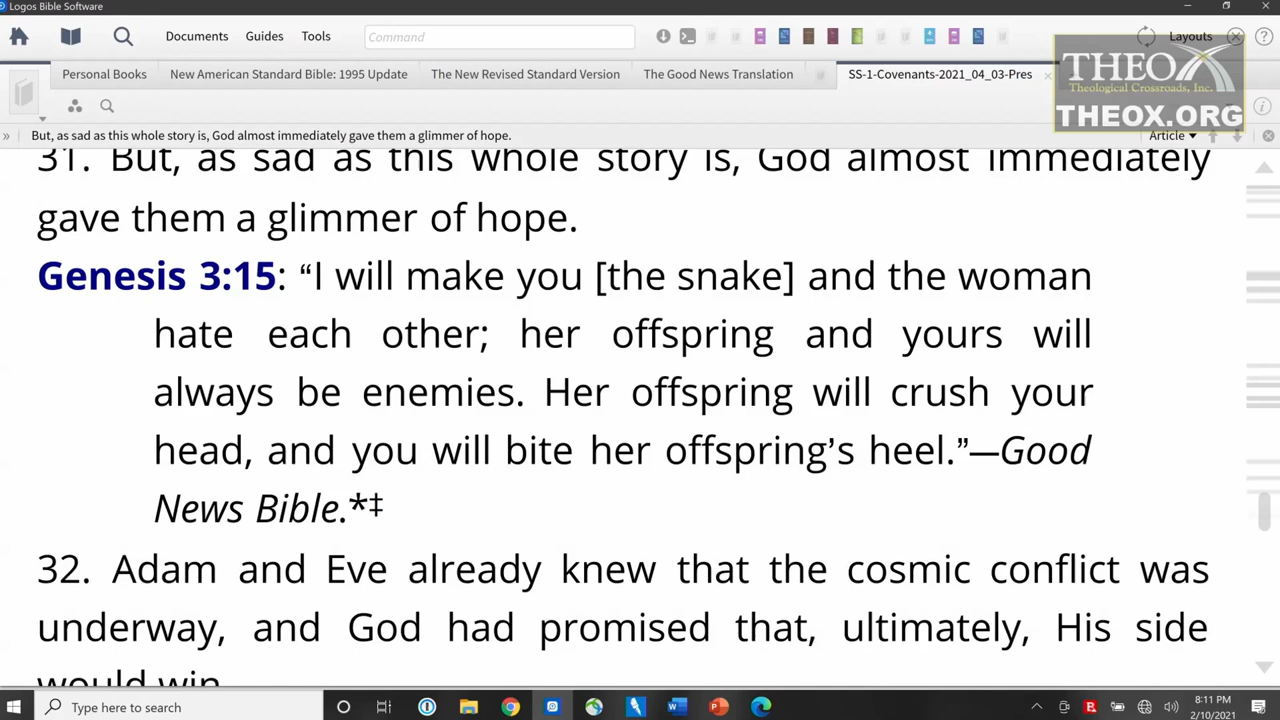 Logos Bible Software
Documents Guides Tools Command Layouts
Personal Books New American Standard Bible: 1995 Update The New Revised Standard Version The Good News Translation SS-1-Covenants-2021_04_03-Pres
THEOX
Theological Crossroads, Inc.
THEOX.ORG
But, as sad as this whole story is, God almost immediately gave them a glimmer of hope. Article
31. But, as sad as this whole story is, God almost immediately
gave them a glimmer of hope.
Genesis 3:15: “I will make you [the snake] and the woman
hate each other; her offspring and yours will
always be enemies. Her offspring will crush your
head, and you will bite her offspring’s heel.”—Good
News Bible.*‡
32. Adam and Eve already knew that the cosmic conflict was
underway, and God had promised that, ultimately, His side
would win
Type here to search
8:11 PM
2/10/2021